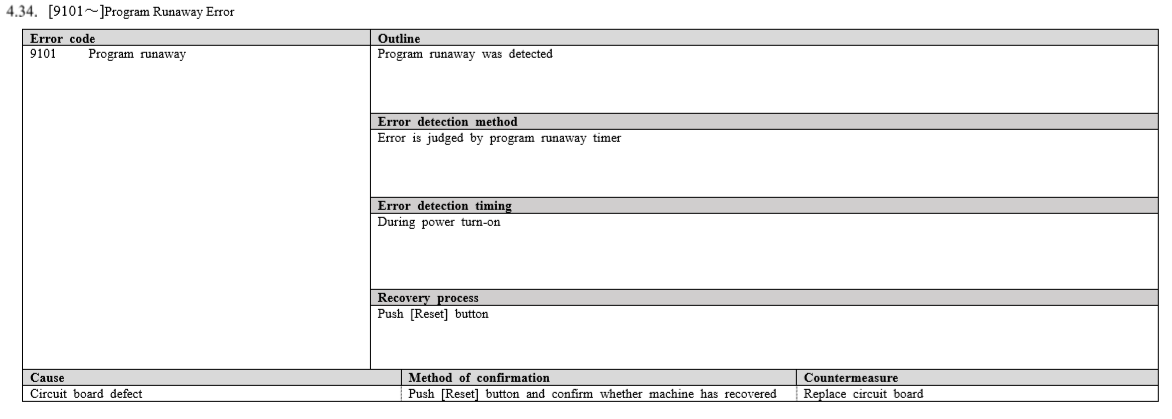 4.34. [9101～]Program Runaway Error
Error code Outline
9101 Program runaway Program runaway was detected
Error detection method
Error is judged by program runaway timer
Error detection timing
During power turn-on
Recovery process
Push [Reset] button
Cause Method of confirmation Countermeasure
Circuit board defect Push [Reset] button and confirm whether machine has recovered Replace circuit board